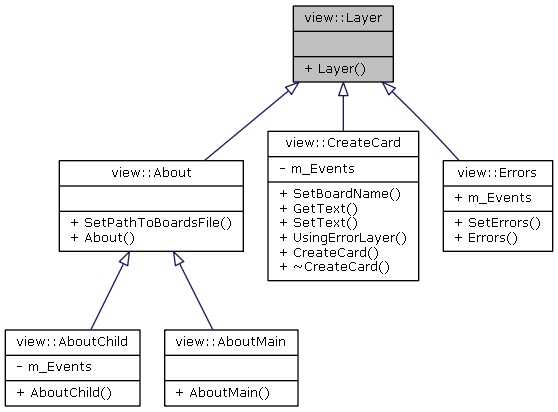 view::Layer
+ Layer()
view::CreateCard
- m_Events
+ SetBoardName()
+ GetText()
+ SetText()
+ UsingErrorLayer()
+ CreateCard()
+ ~CreateCard()
view::About
+ SetPathToBoardsFile()
+ About()
view::Errors
+ m_Events
+ SetErrors()
+ Errors()
view::AboutChild
- m_Events
+ AboutChild()
view::AboutMain
+ AboutMain()